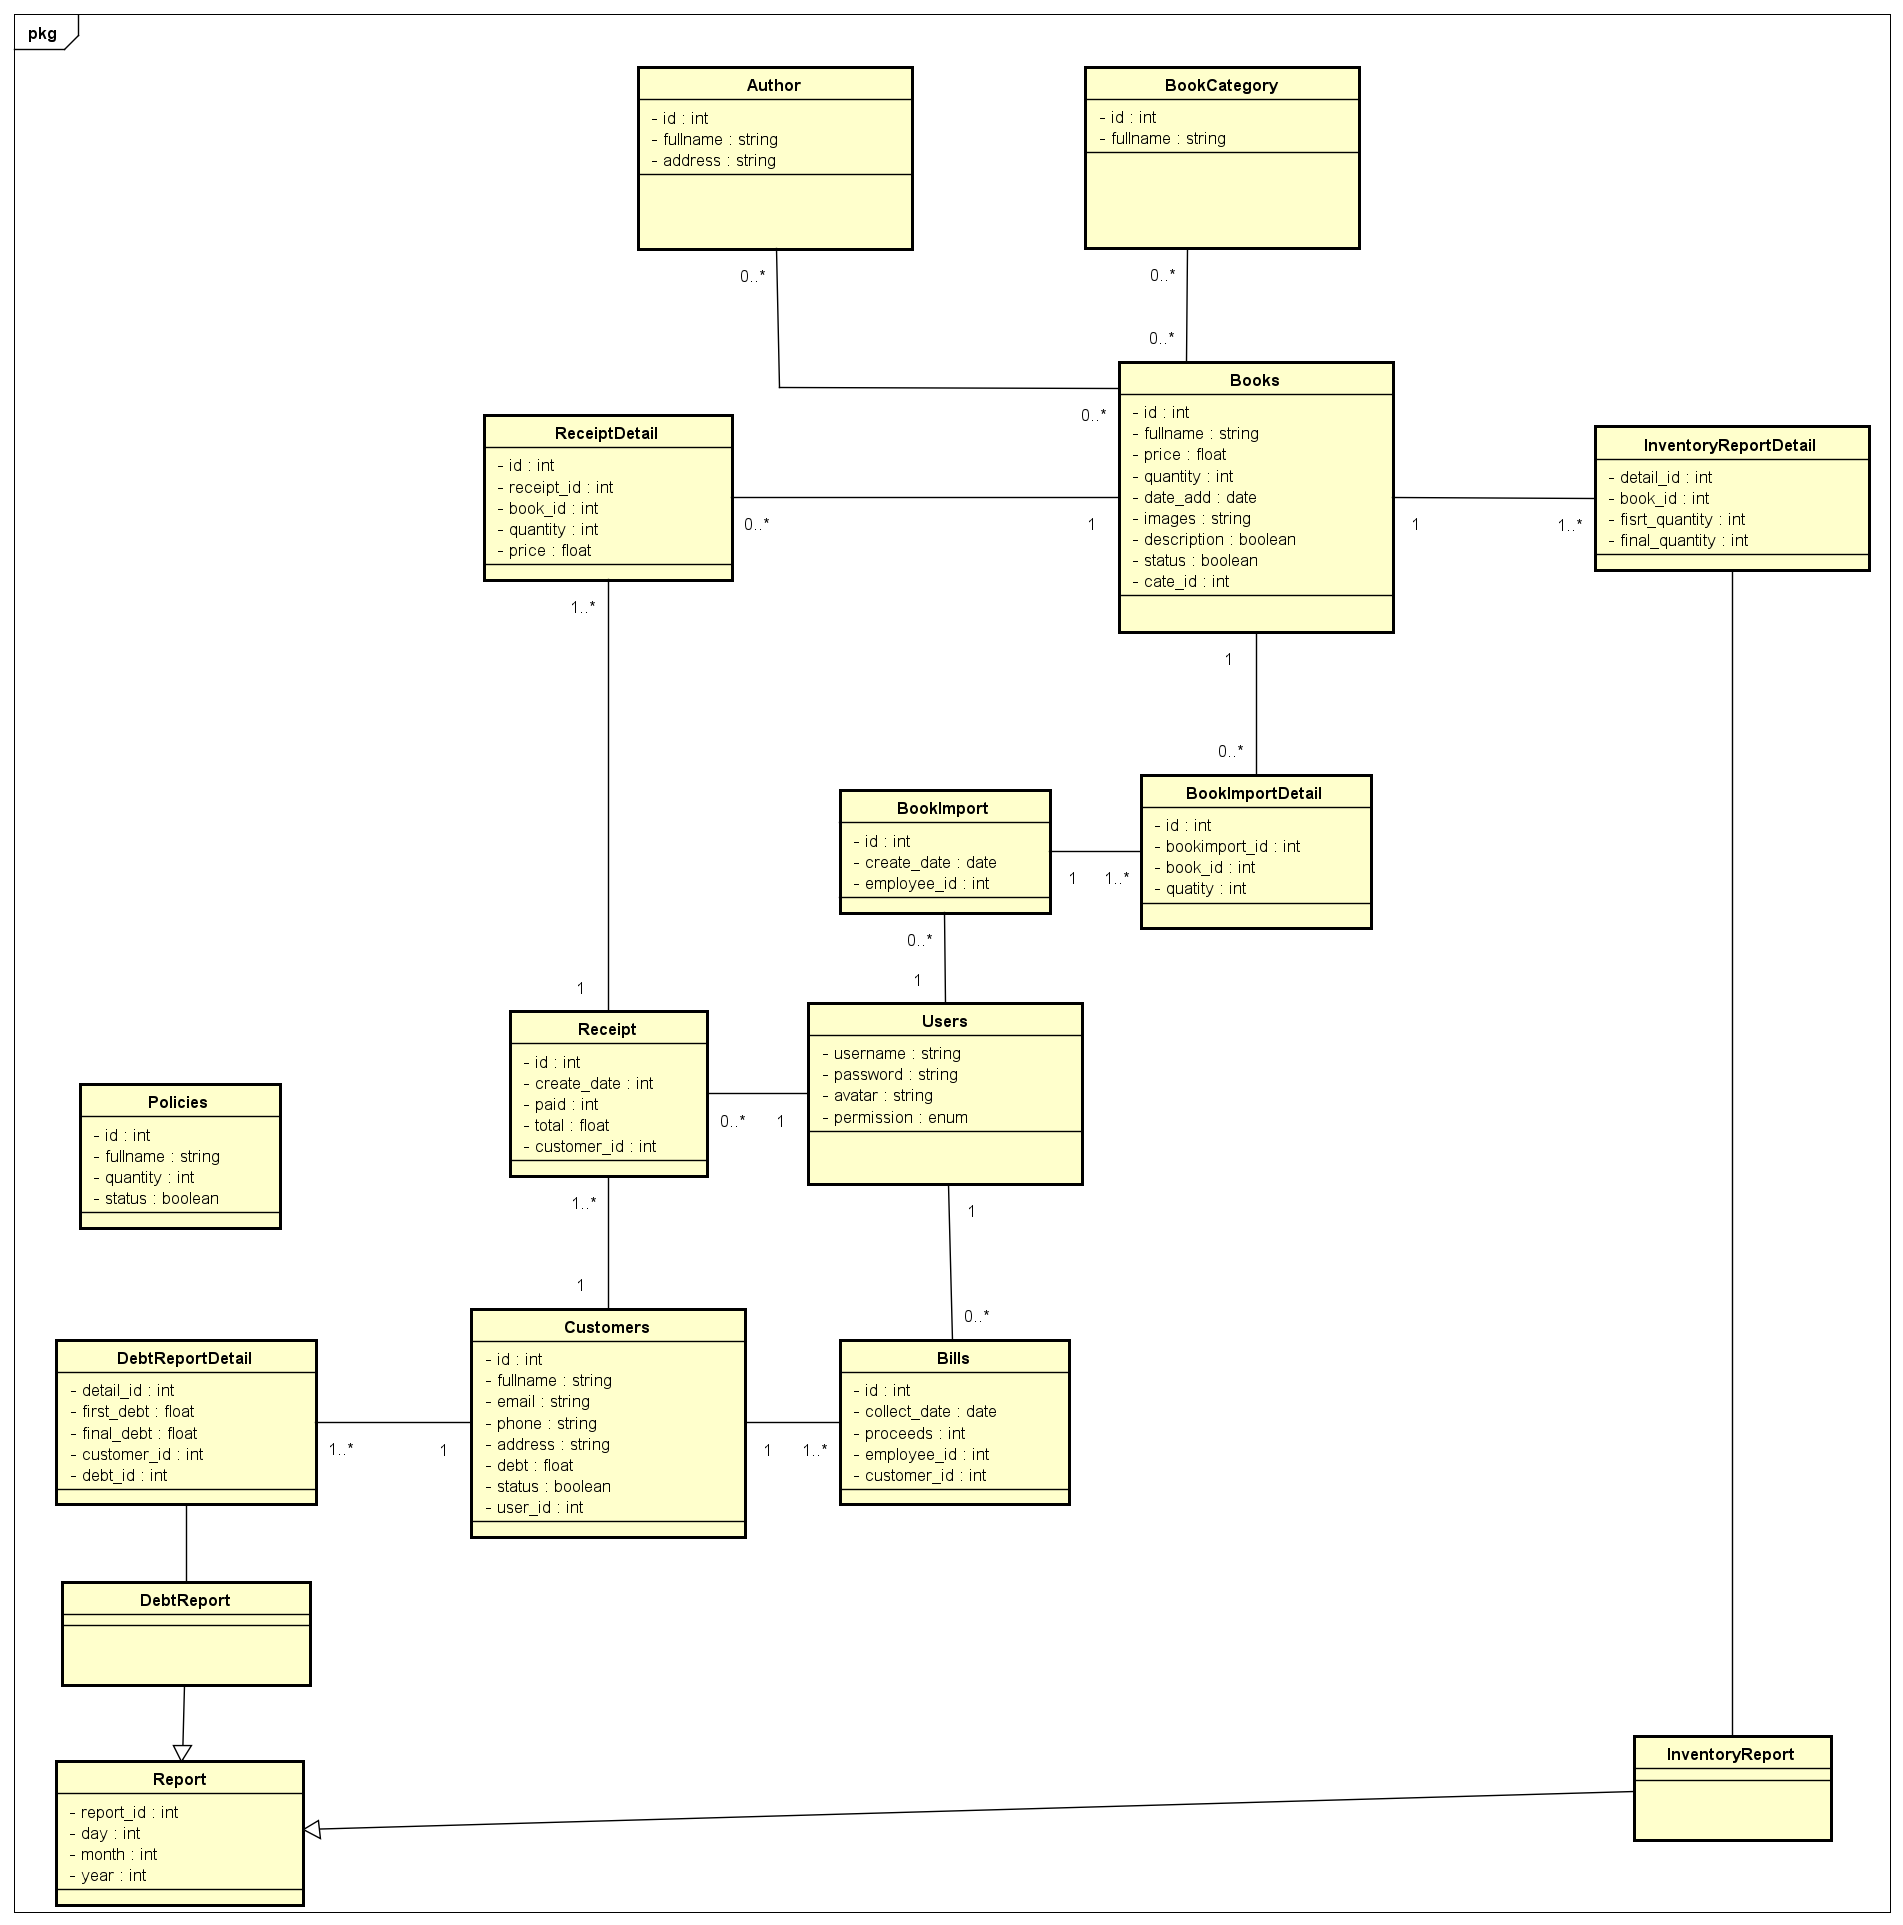 pkg
Author
- id : int
- fullname : string
- address : string
BookCategory
- id : int
- fullname : string
0..*
0..*
0..*
0..*
Books
- id : int
- fullname : string
- price : float
- quantity : int
- date_add : date
- images : string
- description : boolean
- status : boolean
- cate_id : int
ReceiptDetail
- id : int
- receipt_id : int
- book_id : int
- quantity : int
- price : float
InventoryReportDetail
- detail_id : int
- book_id : int
- fisrt_quantity : int
- final_quantity : int
0..*
1
1
1..*
1..*
1
0..*
BookImport
- id : int
- create_date : date
- employee_id : int
BookImportDetail
- id : int
- bookimport_id : int
- book_id : int
- quatity : int
1
1..*
0..*
1
1
Receipt
- id : int
- create_date : int
- paid : int
- total : float
- customer_id : int
Users
- username : string
- password : string
- avatar : string
- permission : enum
0..*
1
Policies
- id : int
- fullname : string
- quantity : int
- status : boolean
1..*
1
1
0..*
DebtReportDetail
- detail_id : int
- first_debt : float
- final_debt : float
- customer_id : int
- debt_id : int
Customers
- id : int
- fullname : string
- email : string
- phone : string
- address : string
- debt : float
- status : boolean
- user_id : int
Bills
- id : int
- collect_date : date
- proceeds : int
- employee_id : int
- customer_id : int
1..*
1
1
1..*
DebtReport
InventoryReport
Report
- report_id : int
- day : int
- month : int
- year : int